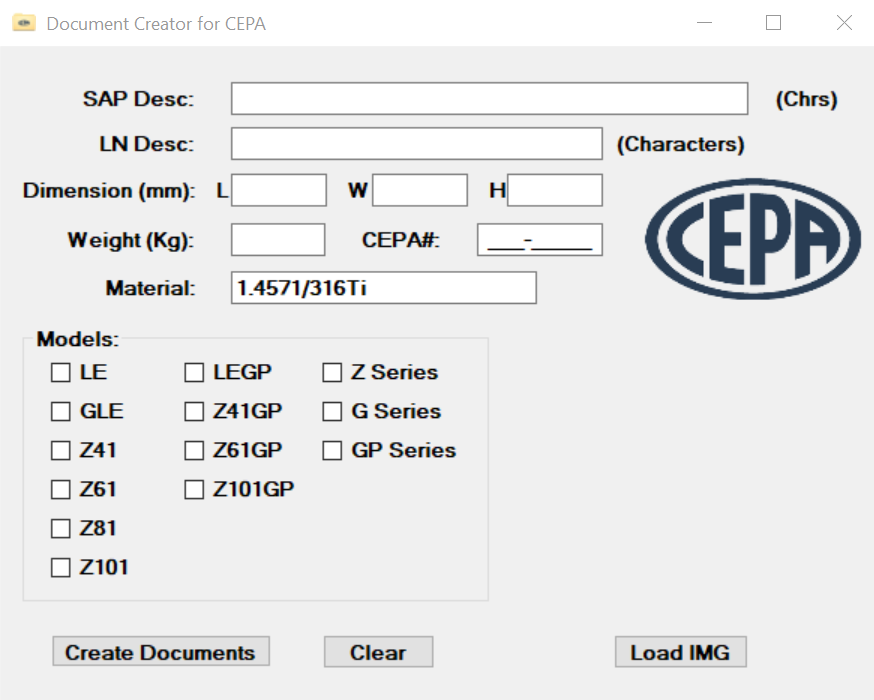 Document Creator for CEPA
SAP Desc: (Chrs)
LN Desc: (Characters)
Dimension (mm): L W H
Weight (Kg): CEPA#: ___-_____
CEPA
Material: 1.4571/316Ti
Models:
LE LEGP Z Series
GLE Z41GP G Series
Z41 Z61GP GP Series
Z61 Z101GP
Z81
Z101
Create Documents Clear Load IMG